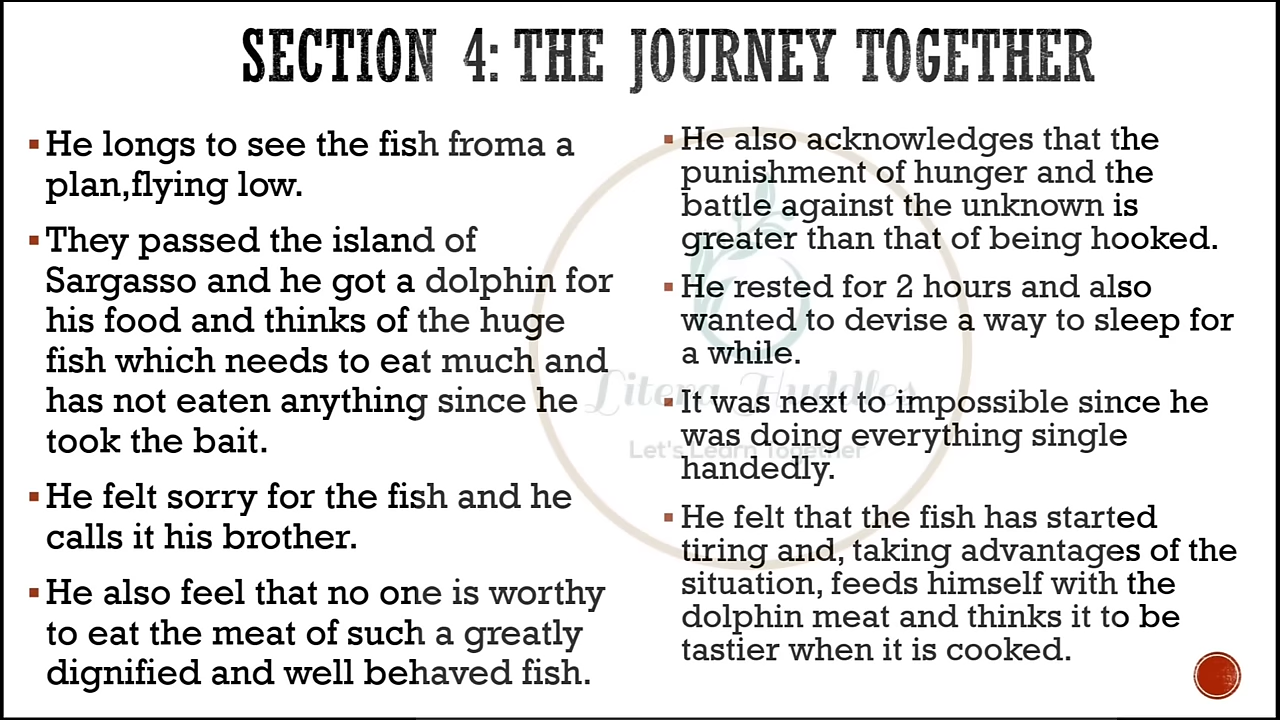 SECTION 4: THE JOURNEY TOGETHER
▪He longs to see the fish froma a
plan,flying low.
▪They passed the island of
Sargasso and he got a dolphin for
his food and thinks of the huge
fish which needs to eat much and
has not eaten anything since he
took the bait.
▪He felt sorry for the fish and he
calls it his brother.
▪He also feel that no one is worthy
to eat the meat of such a greatly
dignified and well behaved fish.
▪He also acknowledges that the
punishment of hunger and the
battle against the unknown is
greater than that of being hooked.
▪He rested for 2 hours and also
wanted to devise a way to sleep for
a while.
▪It was next to impossible since he
was doing everything single
handedly.
▪He felt that the fish has started
tiring and, taking advantages of the
situation, feeds himself with the
dolphin meat and thinks it to be
tastier when it is cooked.
Litera Huddles
Let's Learn Together